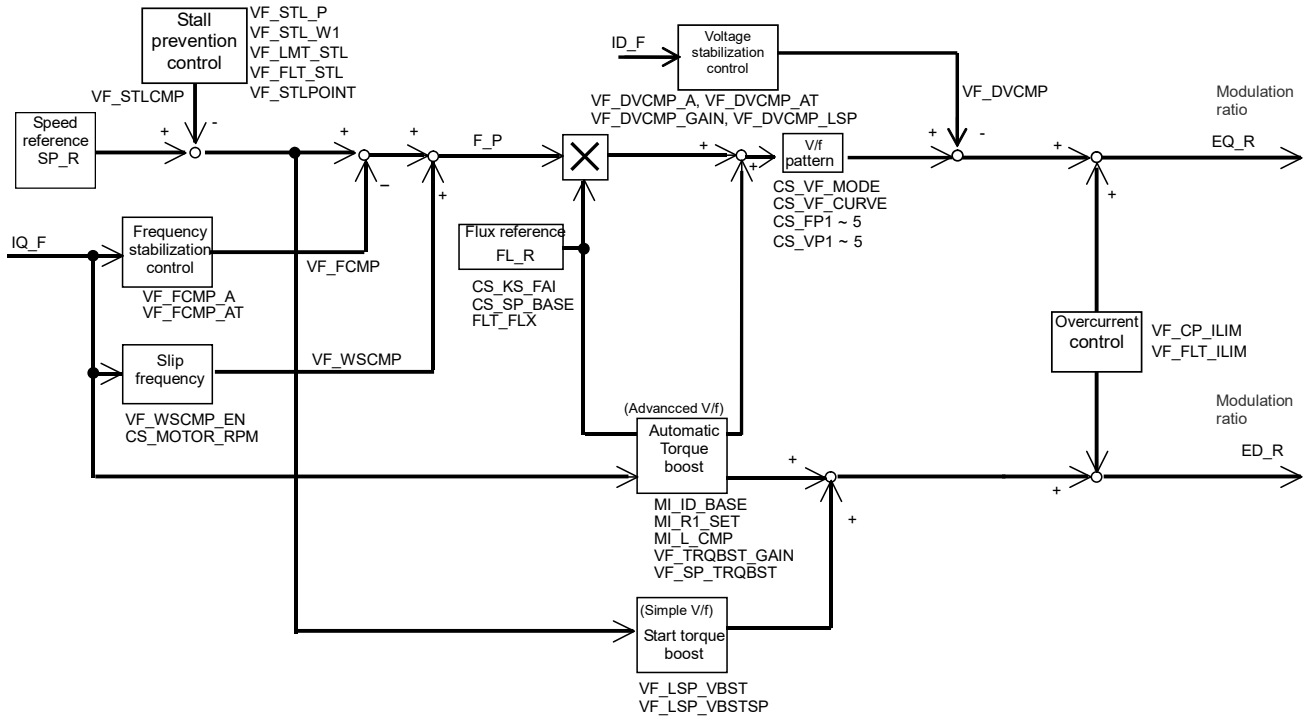 Stall
prevention
control
VF_STL_P
VF_STL_W1
VF_LMT_STL
VF_FLT_STL
VF_STLPOINT
VF_STLCMP
-
Speed
reference
SP_R
+
+
+
–
+
F_P
ID_F
Voltage
stabilization
control
VF_DVCMP_A, VF_DVCMP_AT
VF_DVCMP_GAIN, VF_DVCMP_LSP
VF_DVCMP
+
+
V/f
pattern
CS_VF_MODE
CS_VF_CURVE
CS_FP1 ~ 5
CS_VP1 ~ 5
+
-
+
+
Modulation
ratio
EQ_R
IQ_F
Frequency
stabilization
control
VF_FCMP
VF_FCMP_A
VF_FCMP_AT
Flux reference
FL_R
CS_KS_FAI
CS_SP_BASE
FLT_FLX
Slip
frequency
VF_WSCMP
VF_WSCMP_EN
CS_MOTOR_RPM
Overcurrent
control
VF_CP_ILIM
VF_FLT_ILIM
(Advancced V/f)
Automatic
Torque
boost
MI_ID_BASE
MI_R1_SET
MI_L_CMP
VF_TRQBST_GAIN
VF_SP_TRQBST
+
+
+
Modulation
ratio
ED_R
(Simple V/f)
Start torque
boost
VF_LSP_VBST
VF_LSP_VBSTSP